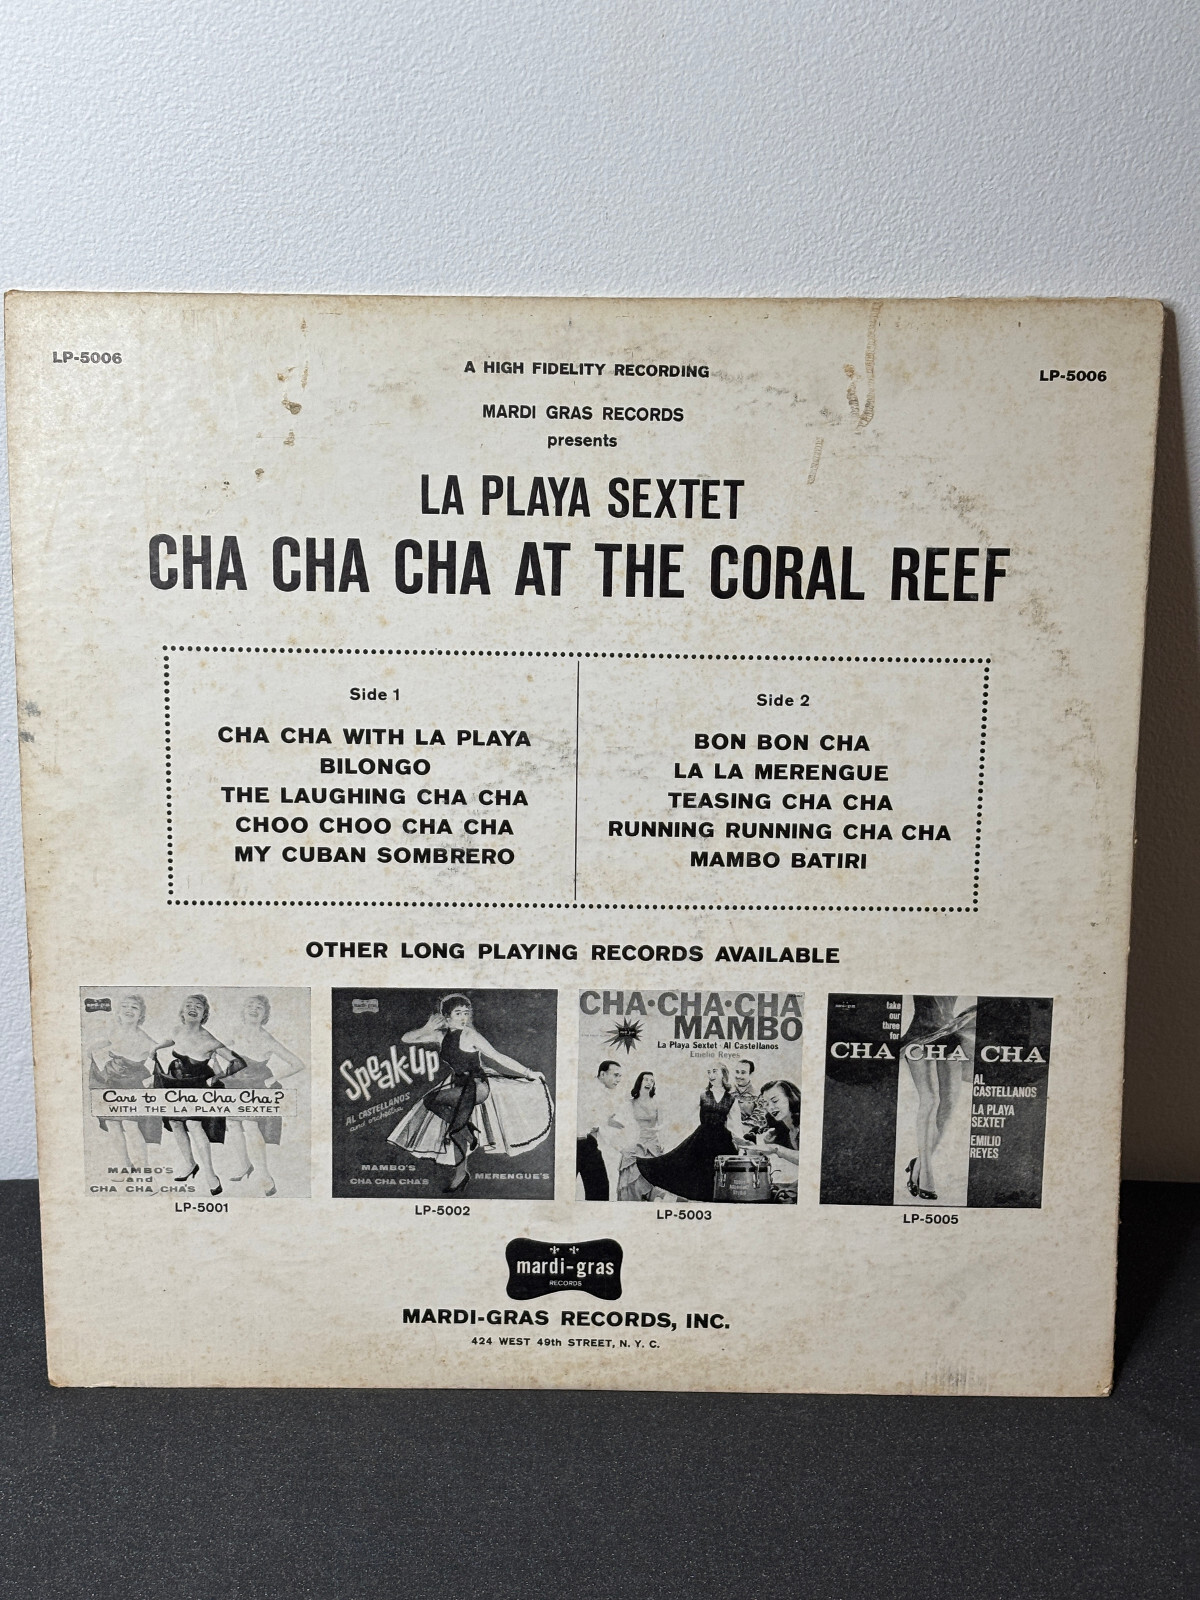 LP-5006
A HIGH FIDELITY RECORDING
LP-5006
MARDI GRAS RECORDS
presents
LA PLAYA SEXTET
CHA CHA CHA AT THE CORAL REEF
Side 1
CHA CHA WITH LA PLAYA
BILONGO
THE LAUGHING CHA CHA
CHOO CHOO CHA CHA
MY CUBAN SOMBRERO
Side 2
BON BON CHA
LA LA MERENGUE
TEASING CHA CHA
RUNNING RUNNING CHA CHA
MAMBO BATIRI
OTHER LONG PLAYING RECORDS AVAILABLE
mardi-gras
Care to Cha Cha Cha?
WITH THE LA PLAYA SEXTET
MAMBO'S
and
CHA CHA CHA'S
LP-5001
mardi-gras
Speak-Up
AL CASTELLANOS
and orchestra
MAMBO'S
CHA CHA CHA'S
MERENGUE'S
LP-5002
CHA·CHA·CHA
MAMBO
La Playa Sextet · Al Castellanos
Emilio Reyes
LP-5003
take
our
three
for
CHA CHA CHA
AL
CASTELLANOS
LA PLAYA
SEXTET
EMILIO
REYES
LP-5005
mardi-gras
RECORDS
MARDI-GRAS RECORDS, INC.
424 WEST 49th STREET, N. Y. C.